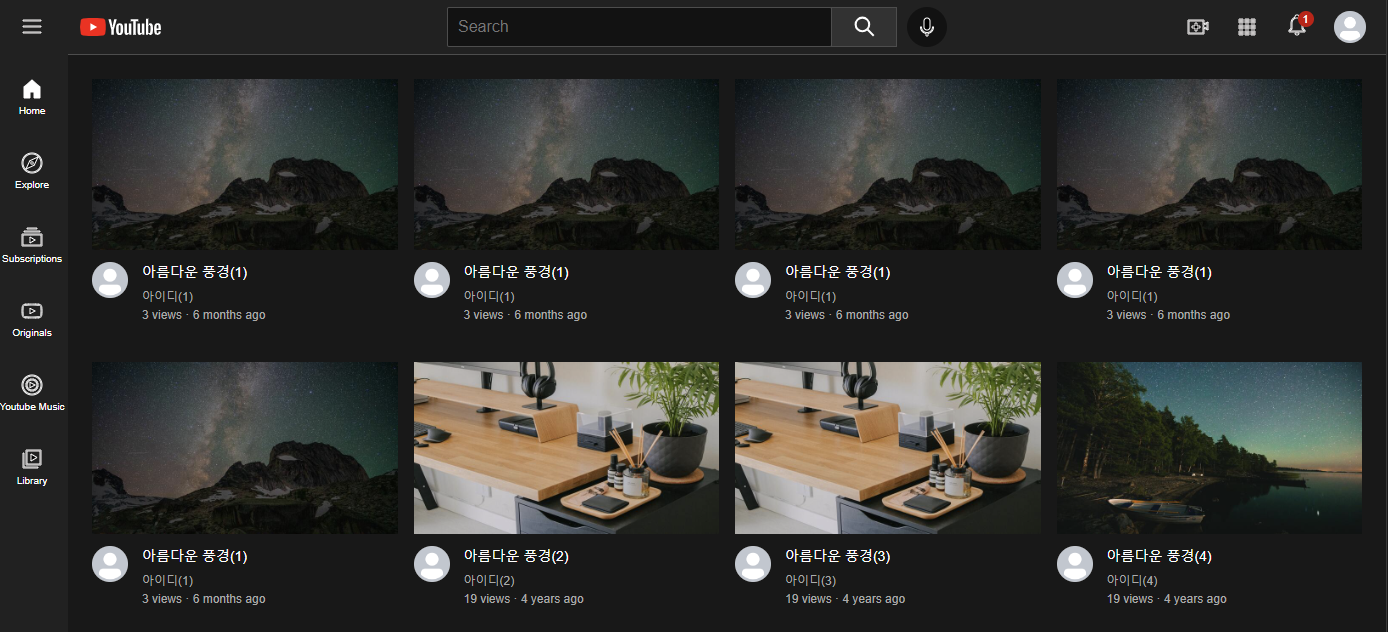 YouTube
Search
1
Home
Explore
Subscriptions
Originals
Youtube Music
Library
아름다운 풍경(1)
아이디(1)
3 views · 6 months ago
아름다운 풍경(1)
아이디(1)
3 views · 6 months ago
아름다운 풍경(1)
아이디(1)
3 views · 6 months ago
아름다운 풍경(1)
아이디(1)
3 views · 6 months ago
아름다운 풍경(1)
아이디(1)
3 views · 6 months ago
아름다운 풍경(2)
아이디(2)
19 views · 4 years ago
아름다운 풍경(3)
아이디(3)
19 views · 4 years ago
아름다운 풍경(4)
아이디(4)
19 views · 4 years ago